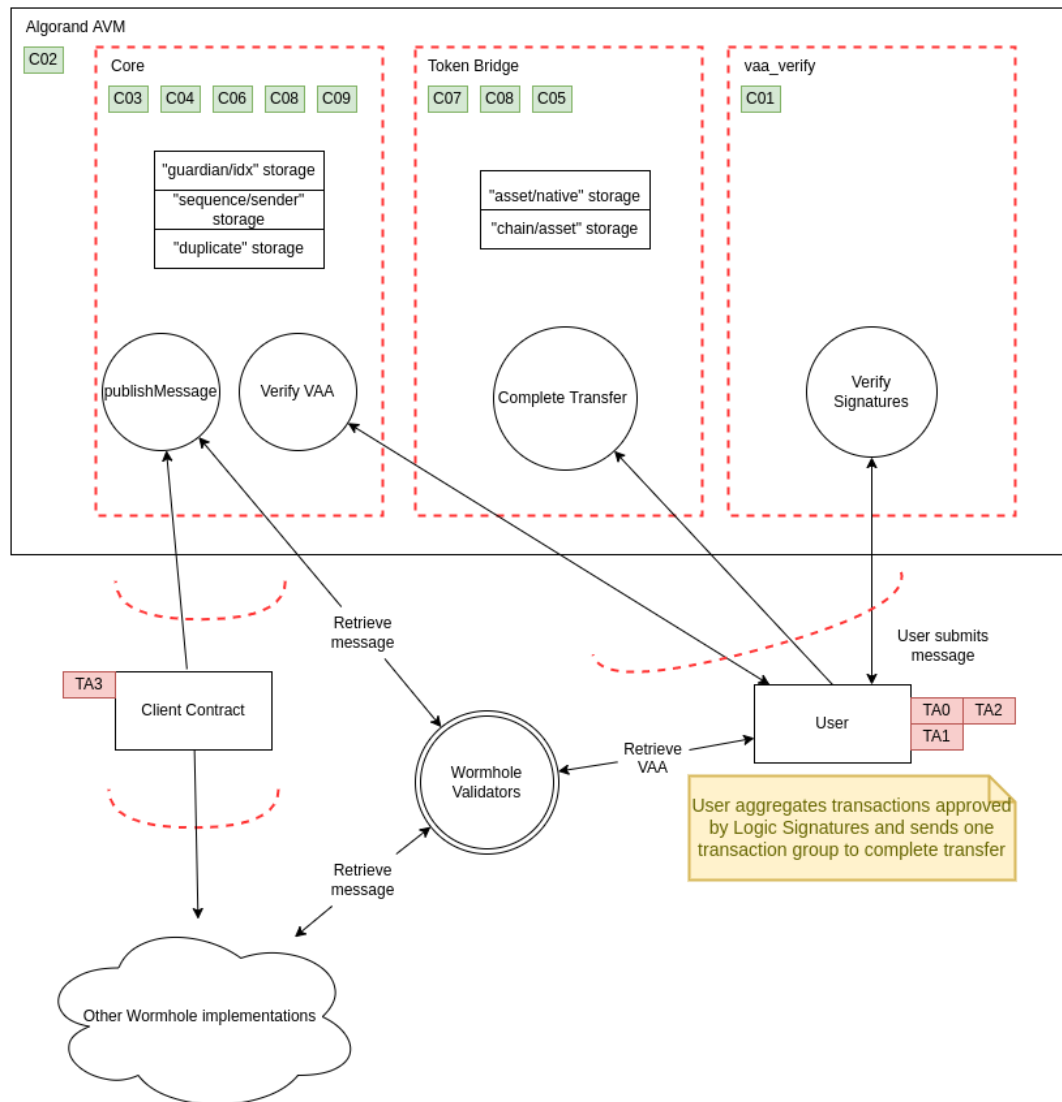 Algorand AVM
C02
Core
C03 C04 C06 C08 C09
"guardian/idx" storage
"sequence/sender"
storage
"duplicate" storage
publishMessage
Verify VAA
Token Bridge
C07 C08 C05
"asset/native" storage
"chain/asset" storage
Complete Transfer
vaa_verify
C01
Verify
Signatures
Retrieve
message
User submits
message
TA3
Client Contract
Wormhole
Validators
Retrieve
VAA
User
TA0 TA2
TA1
User aggregates transactions approved
by Logic Signatures and sends one
transaction group to complete transfer
Retrieve
message
Other Wormhole implementations